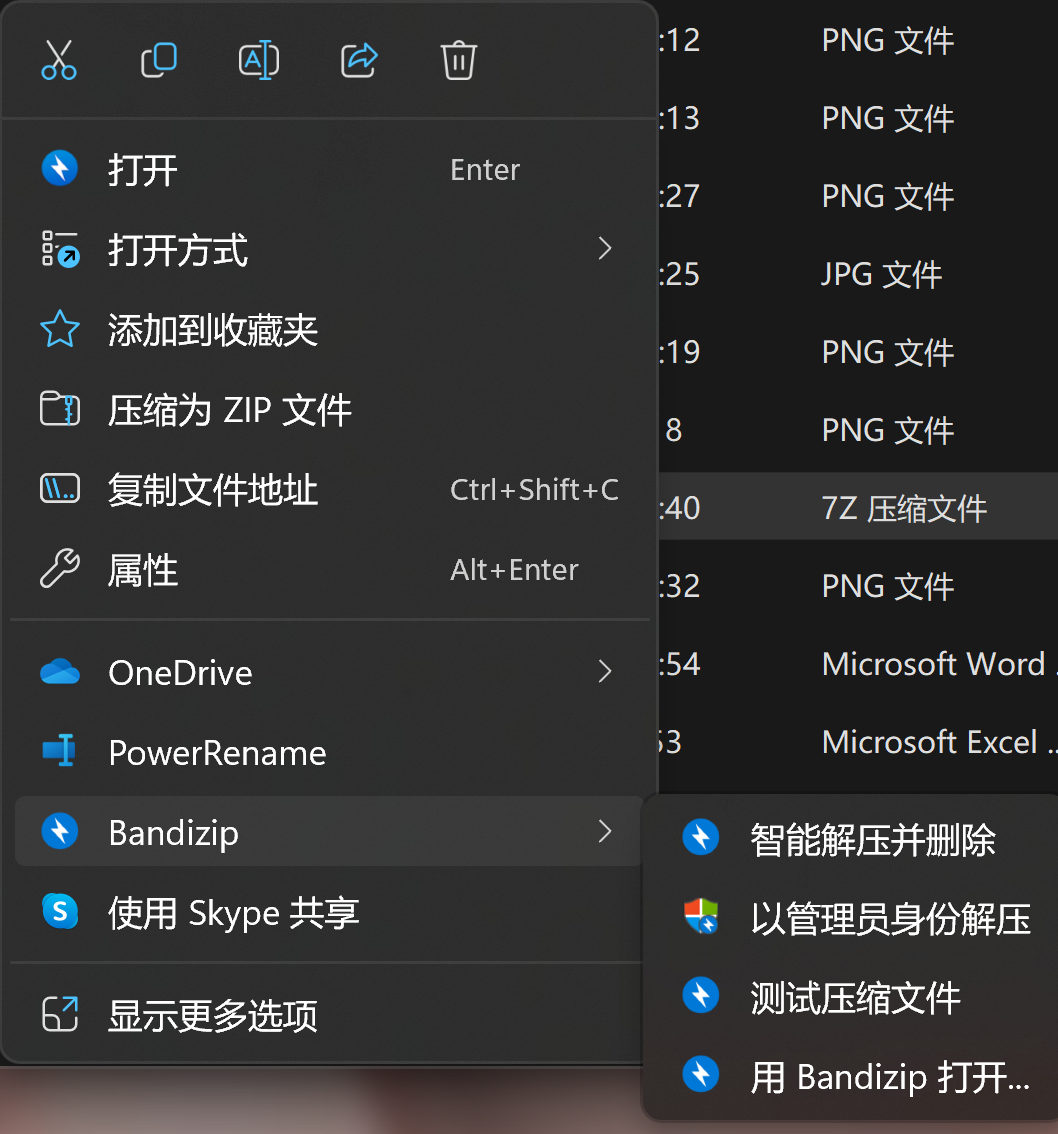 :12 PNG 文件
:13 PNG 文件
:27 PNG 文件
:25 JPG 文件
:19 PNG 文件
8 PNG 文件
:40 7Z 压缩文件
:32 PNG 文件
:54 Microsoft Word .
53 Microsoft Excel ..
打开 Enter
打开方式
添加到收藏夹
压缩为 ZIP 文件
复制文件地址 Ctrl+Shift+C
属性 Alt+Enter
OneDrive
PowerRename
Bandizip
使用 Skype 共享
显示更多选项
智能解压并删除
以管理员身份解压
测试压缩文件
用 Bandizip 打开...